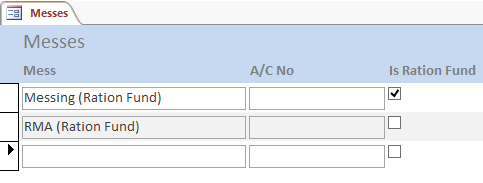 Messes
Messes
Mess A/C No Is Ration Fund
Messing (Ration Fund)
RMA (Ration Fund)